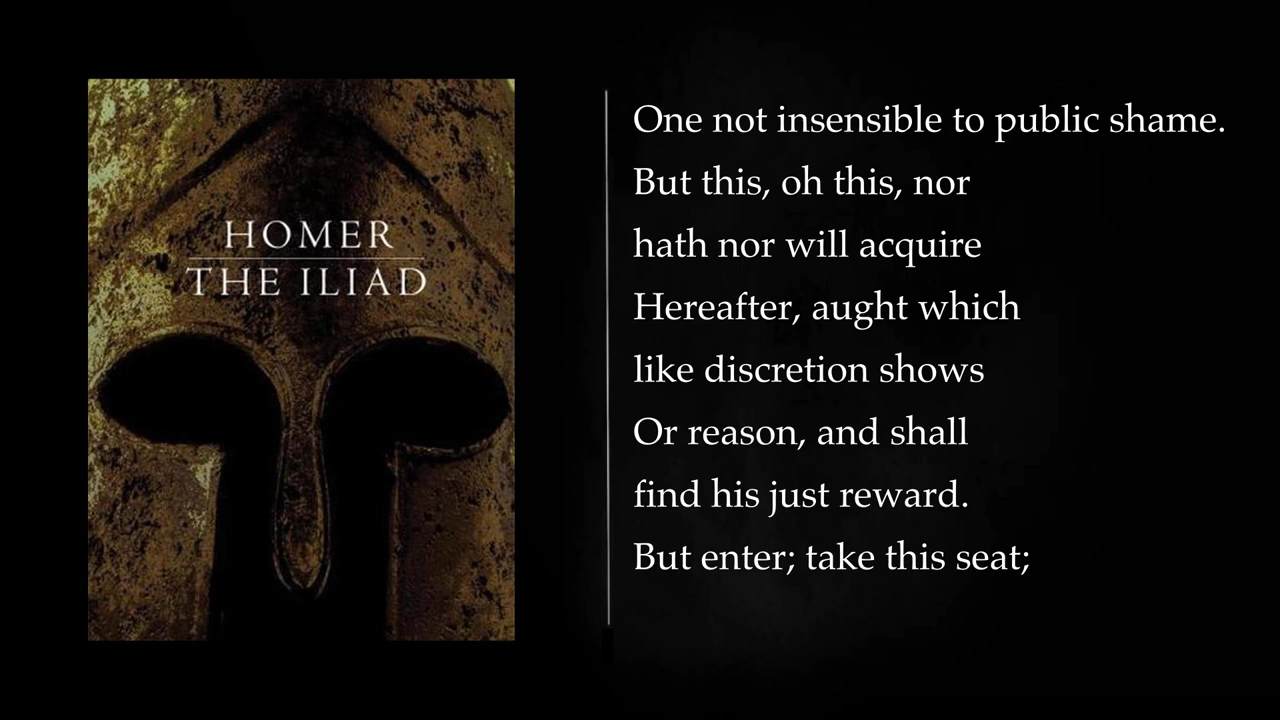 HOMER
THE ILIAD
One not insensible to public shame.
But this, oh this, nor
hath nor will acquire
Hereafter, aught which
like discretion shows
Or reason, and shall
find his just reward.
But enter; take this seat;